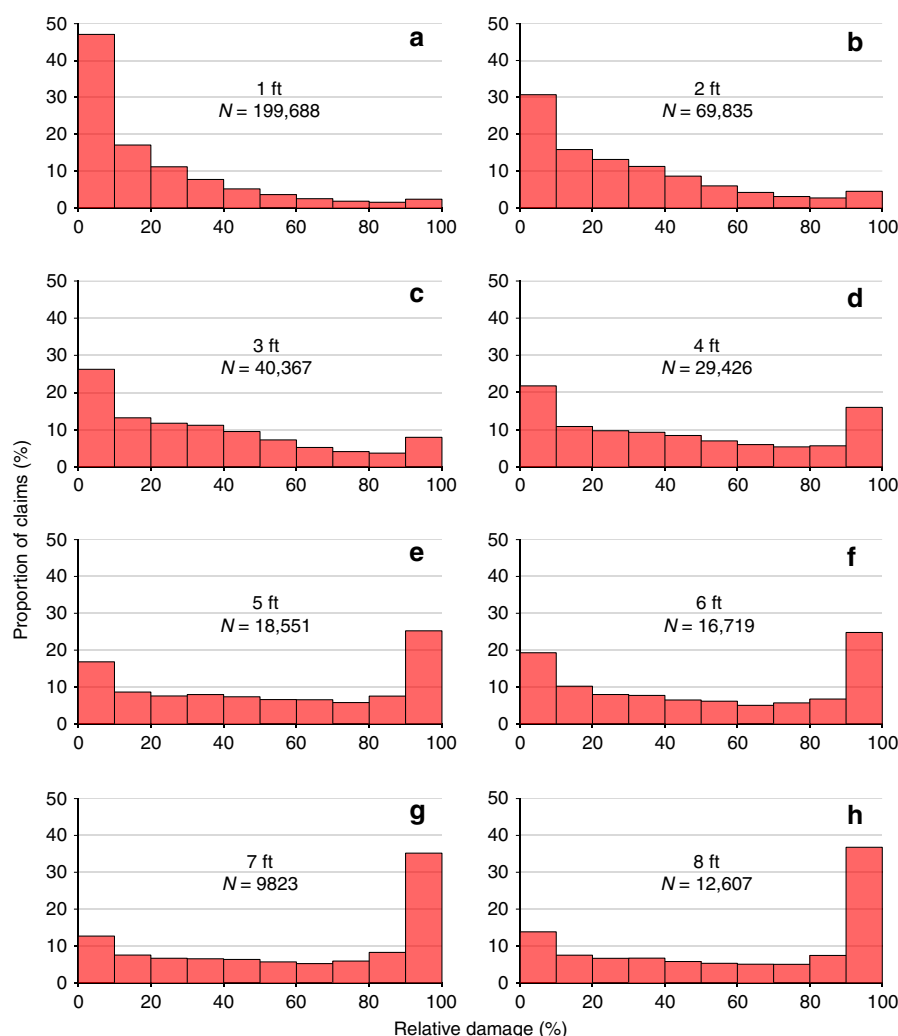 Proportion of claims (%)
50
40
30
20
10
0
a
1 ft
N = 199,688
0 20 40 60 80 100
50
40
30
20
10
0
b
2 ft
N = 69,835
0 20 40 60 80 100
50
40
30
20
10
0
c
3 ft
N = 40,367
0 20 40 60 80 100
50
40
30
20
10
0
d
4 ft
N = 29,426
0 20 40 60 80 100
50
40
30
20
10
0
e
5 ft
N = 18,551
0 20 40 60 80 100
50
40
30
20
10
0
f
6 ft
N = 16,719
0 20 40 60 80 100
50
40
30
20
10
0
g
7 ft
N = 9823
0 20 40 60 80 100
50
40
30
20
10
0
h
8 ft
N = 12,607
0 20 40 60 80 100
Relative damage (%)